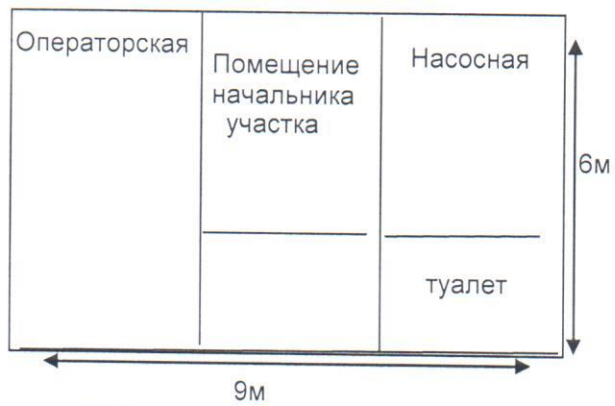 Операторская
Помещение
начальника
участка
Насосная
6м
туалет
9м